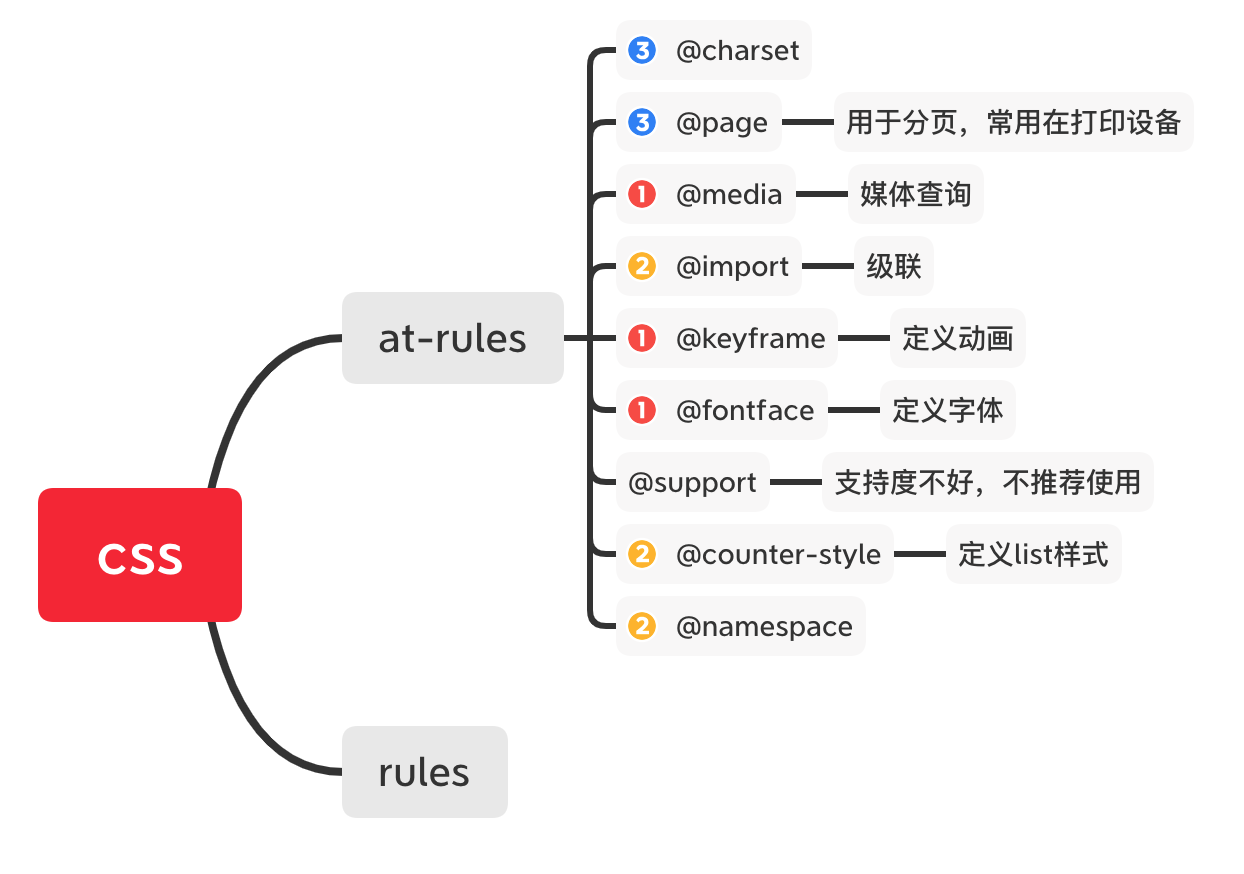 css
at-rules
3 @charset
3 @page
用于分页，常用在打印设备
1 @media
媒体查询
2 @import
级联
1 @keyframe
定义动画
1 @fontface
定义字体
@support
支持度不好，不推荐使用
2 @counter-style
定义list样式
2 @namespace
rules